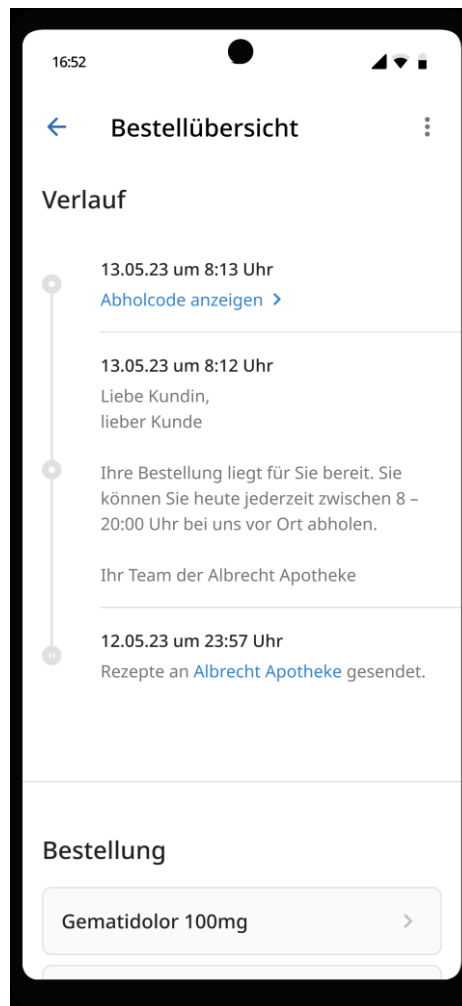 16:52
Bestellübersicht
Verlauf
13.05.23 um 8:13 Uhr
Abholcode anzeigen
13.05.23 um 8:12 Uhr
Liebe Kundin,
lieber Kunde
Ihre Bestellung liegt für Sie bereit. Sie
können Sie heute jederzeit zwischen 8 –
20:00 Uhr bei uns vor Ort abholen.
Ihr Team der Albrecht Apotheke
12.05.23 um 23:57 Uhr
Rezepte an Albrecht Apotheke gesendet.
Bestellung
Gematidolor 100mg